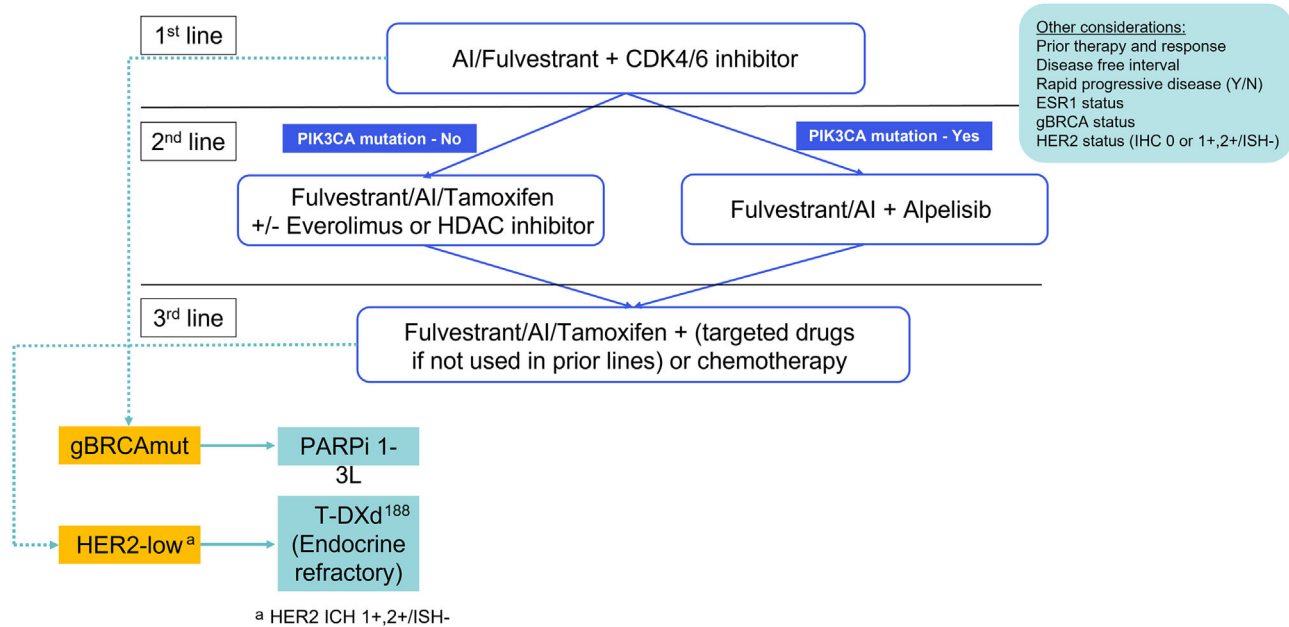 1st line
AI/Fulvestrant + CDK4/6 inhibitor
Other considerations:
Prior therapy and response
Disease free interval
Rapid progressive disease (Y/N)
ESR1 status
gBRCA status
HER2 status (IHC 0 or 1+,2+/ISH-)
2nd line
PIK3CA mutation - No
PIK3CA mutation - Yes
Fulvestrant/AI/Tamoxifen
+/- Everolimus or HDAC inhibitor
Fulvestrant/AI + Alpelisib
3rd line
Fulvestrant/AI/Tamoxifen + (targeted drugs
if not used in prior lines) or chemotherapy
gBRCAmut
PARPi 1-
3L
HER2-low a
T-DXd188
(Endocrine
refractory)
a HER2 ICH 1+,2+/ISH-